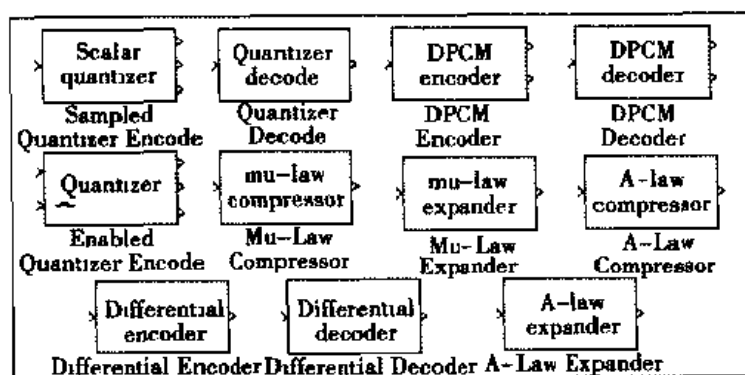 Scalar Quantizer DPCM DPCM
quantizer decode encoder decoder
Sampled Quantizer DPCM DPCM
Quantizer Encode Decode Encoder Decoder
Quantizer mu-law mu-law A-law
compressor expander compressor
Enabled Mu-Law Mu-Law A-Law
Quantizer Encode Compressor Expander Compressor
Differential Differential A-law
encoder decoder expander
Differential Encoder Differential Decoder A-Law Expander